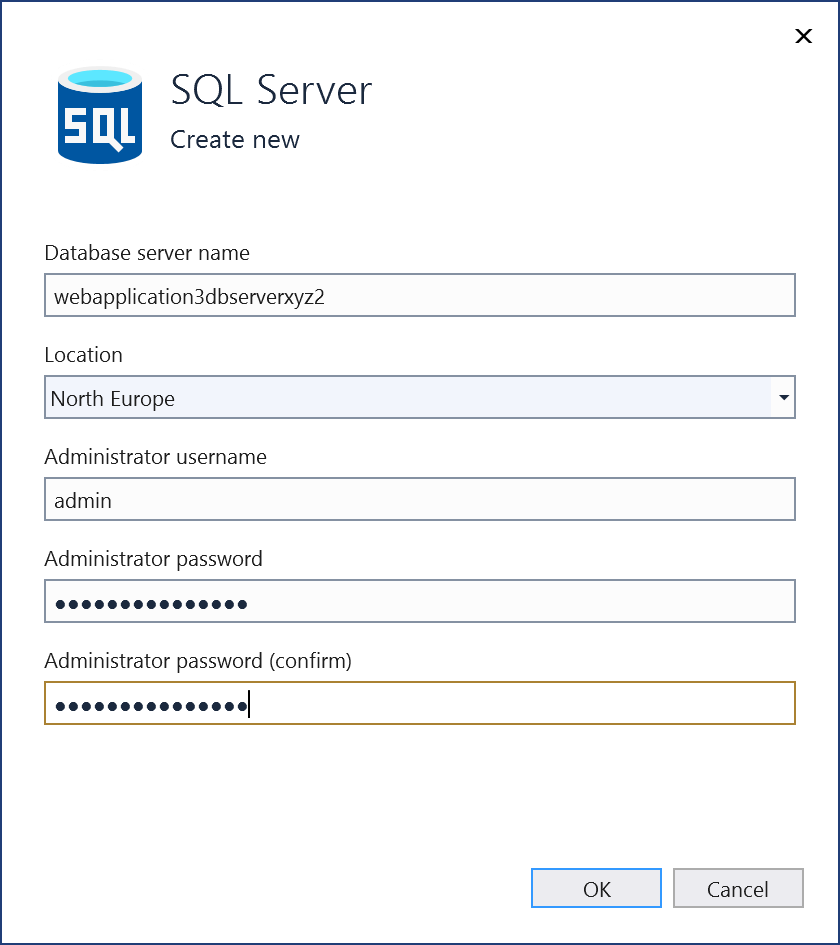 SQL
SQL Server
Create new
Database server name
webapplication3dbserverxyz2
Location
North Europe
Administrator username
admin
Administrator password
●●●●●●●●●●●●●●●
Administrator password (confirm)
●●●●●●●●●●●●●●●
OK
Cancel